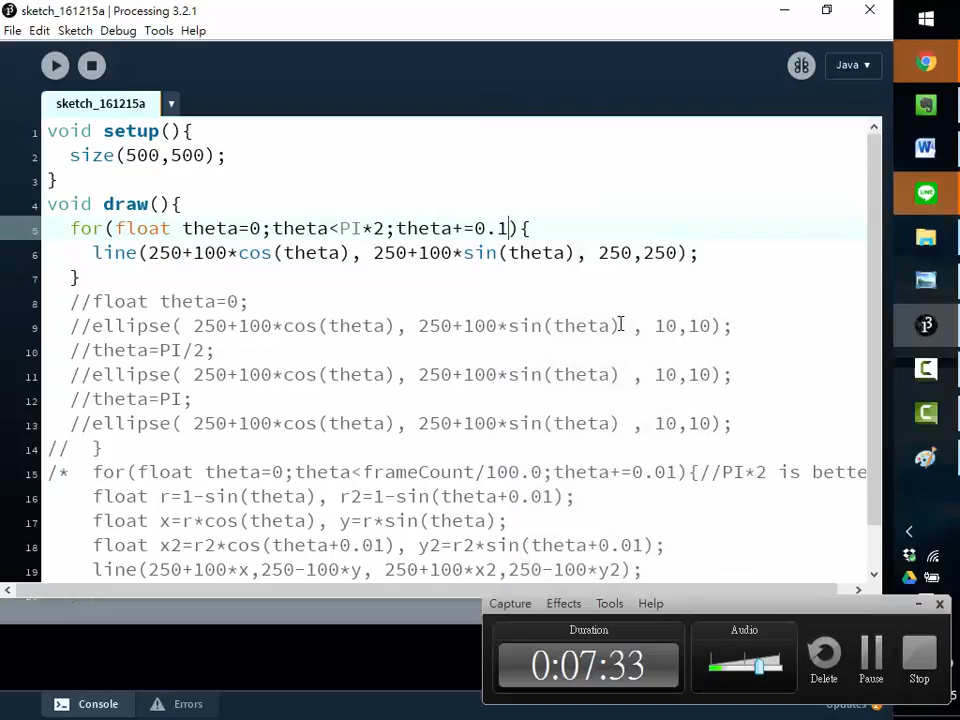 sketch_161215a | Processing 3.2.1
File Edit Sketch Debug Tools Help
Java ▾
sketch_161215a ▾
1 void setup(){
2 size(500,500);
3 }
4 void draw(){
5 for(float theta=0;theta<PI*2;theta+=0.1){
6 line(250+100*cos(theta), 250+100*sin(theta), 250,250);
7 }
8 //float theta=0;
9 //ellipse( 250+100*cos(theta), 250+100*sin(theta) , 10,10);
10 //theta=PI/2;
11 //ellipse( 250+100*cos(theta), 250+100*sin(theta) , 10,10);
12 //theta=PI;
13 //ellipse( 250+100*cos(theta), 250+100*sin(theta) , 10,10);
14 // }
15 /* for(float theta=0;theta<frameCount/100.0;theta+=0.01){//PI*2 is bette
16 float r=1-sin(theta), r2=1-sin(theta+0.01);
17 float x=r*cos(theta), y=r*sin(theta);
18 float x2=r2*cos(theta+0.01), y2=r2*sin(theta+0.01);
19 line(250+100*x,250-100*y, 250+100*x2,250-100*y2);
Capture Effects Tools Help
Duration
0:07:33
Audio
Delete Pause Stop
Console Errors
Updates